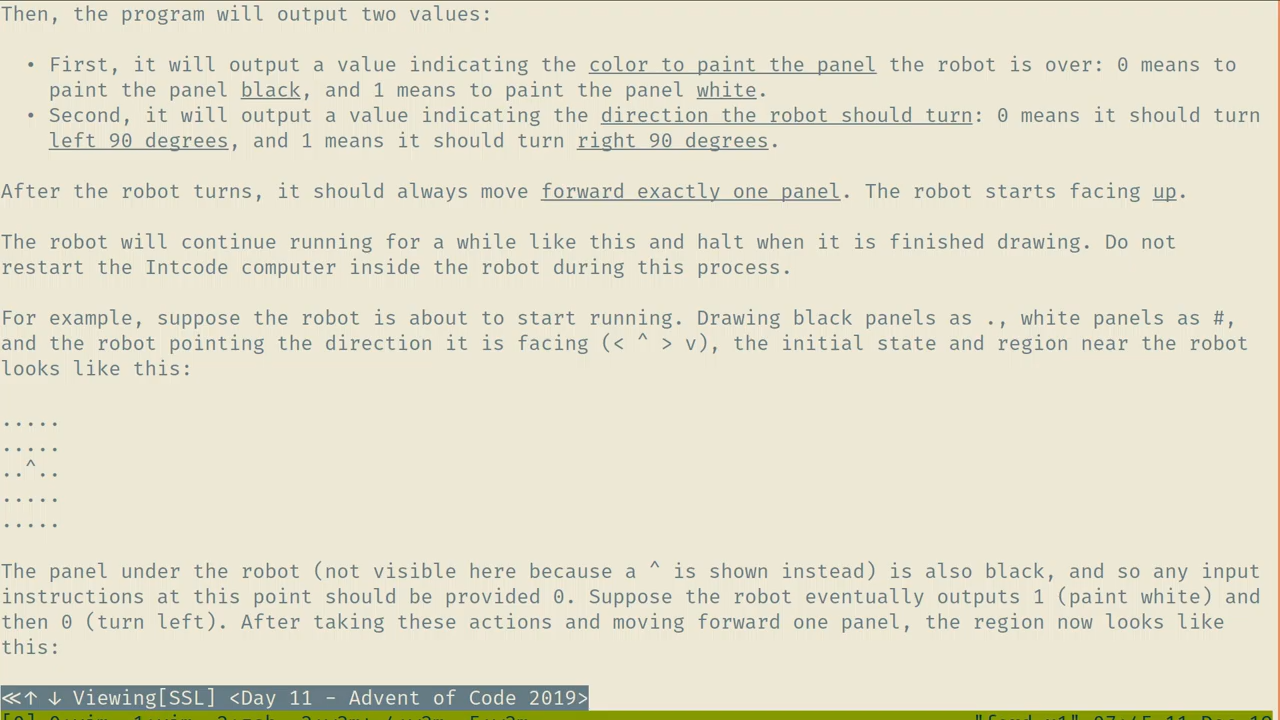 Then, the program will output two values:
• First, it will output a value indicating the color to paint the panel the robot is over: 0 means to
paint the panel black, and 1 means to paint the panel white.
• Second, it will output a value indicating the direction the robot should turn: 0 means it should turn
left 90 degrees, and 1 means it should turn right 90 degrees.
After the robot turns, it should always move forward exactly one panel. The robot starts facing up.
The robot will continue running for a while like this and halt when it is finished drawing. Do not
restart the Intcode computer inside the robot during this process.
For example, suppose the robot is about to start running. Drawing black panels as ., white panels as #,
and the robot pointing the direction it is facing (< ^ > v), the initial state and region near the robot
looks like this:
.....
.....
..^..
.....
.....
The panel under the robot (not visible here because a ^ is shown instead) is also black, and so any input
instructions at this point should be provided 0. Suppose the robot eventually outputs 1 (paint white) and
then 0 (turn left). After taking these actions and moving forward one panel, the region now looks like
this:
≪↑ ↓ Viewing[SSL] <Day 11 - Advent of Code 2019>